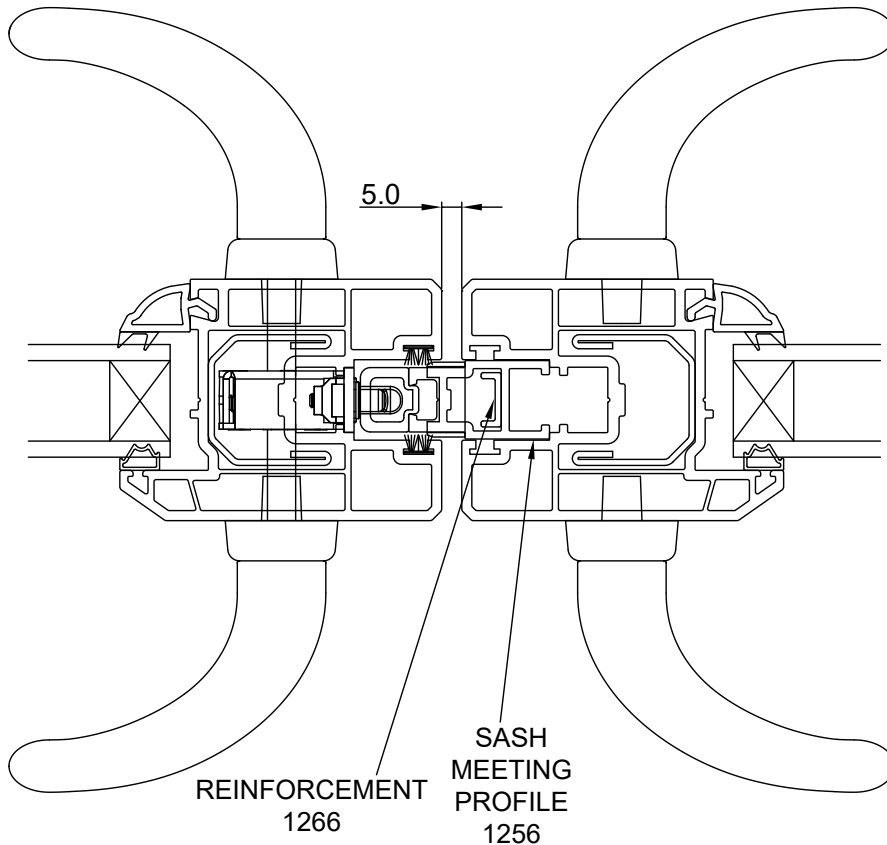 5.0
REINFORCEMENT
1266
SASH
MEETING
PROFILE
1256